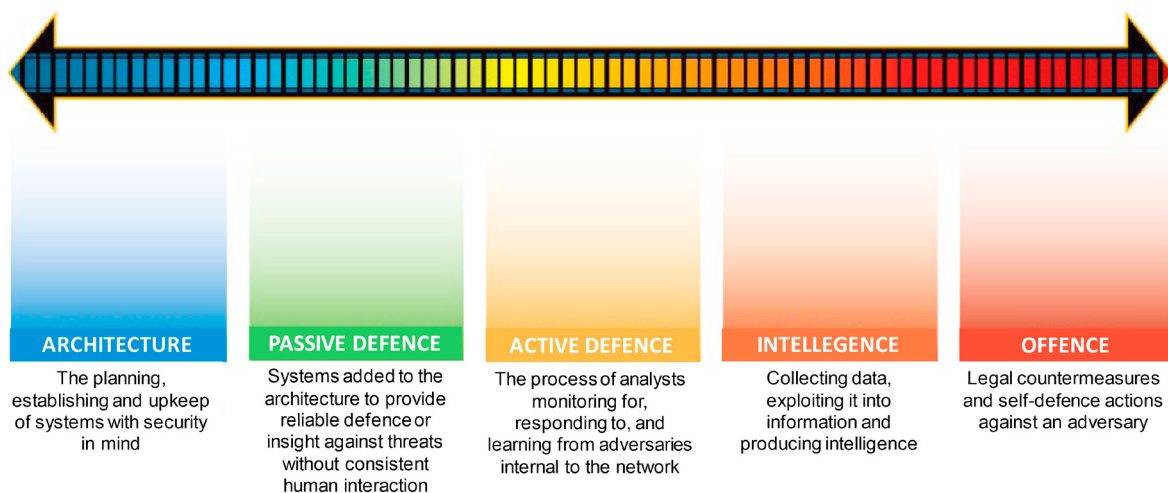 ARCHITECTURE
The planning,
establishing and upkeep
of systems with security
in mind
PASSIVE DEFENCE
Systems added to the
architecture to provide
reliable defence or
insight against threats
without consistent
human interaction
ACTIVE DEFENCE
The process of analysts
monitoring for,
responding to, and
learning from adversaries
internal to the network
INTELLEGENCE
Collecting data,
exploiting it into
information and
producing intelligence
OFFENCE
Legal countermeasures
and self-defence actions
against an adversary